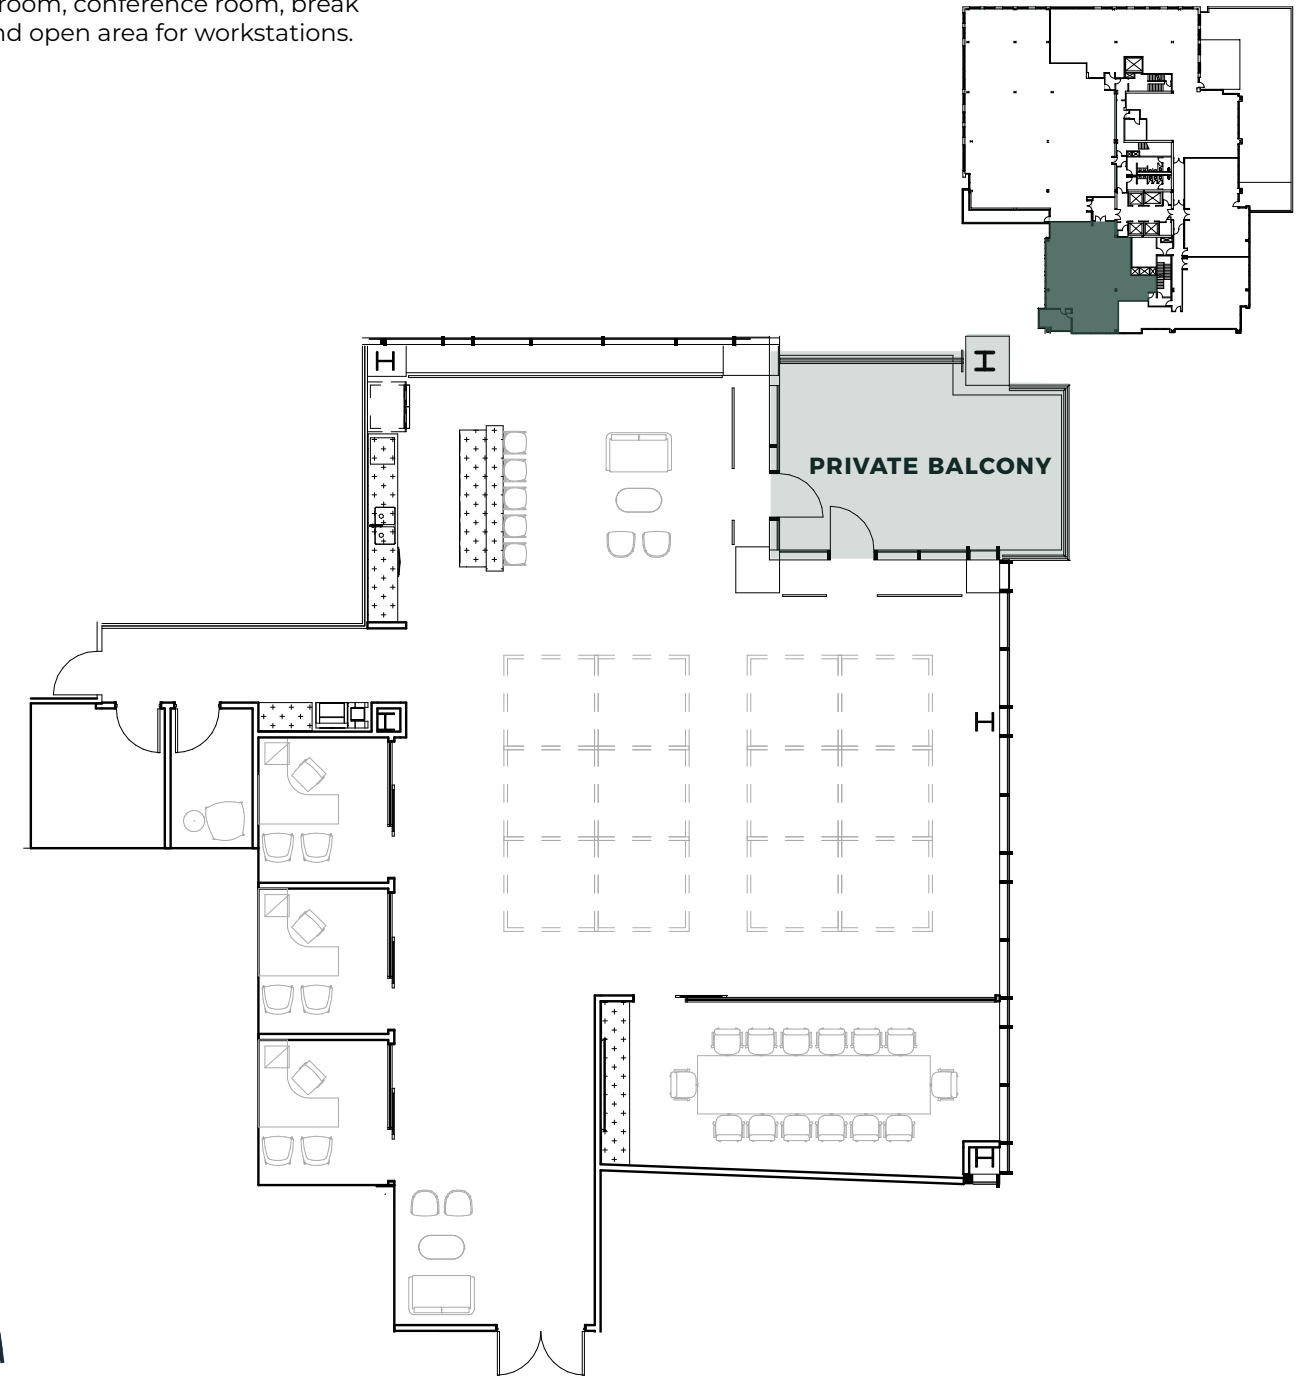 room, conference room, break
nd open area for workstations.
PRIVATE BALCONY